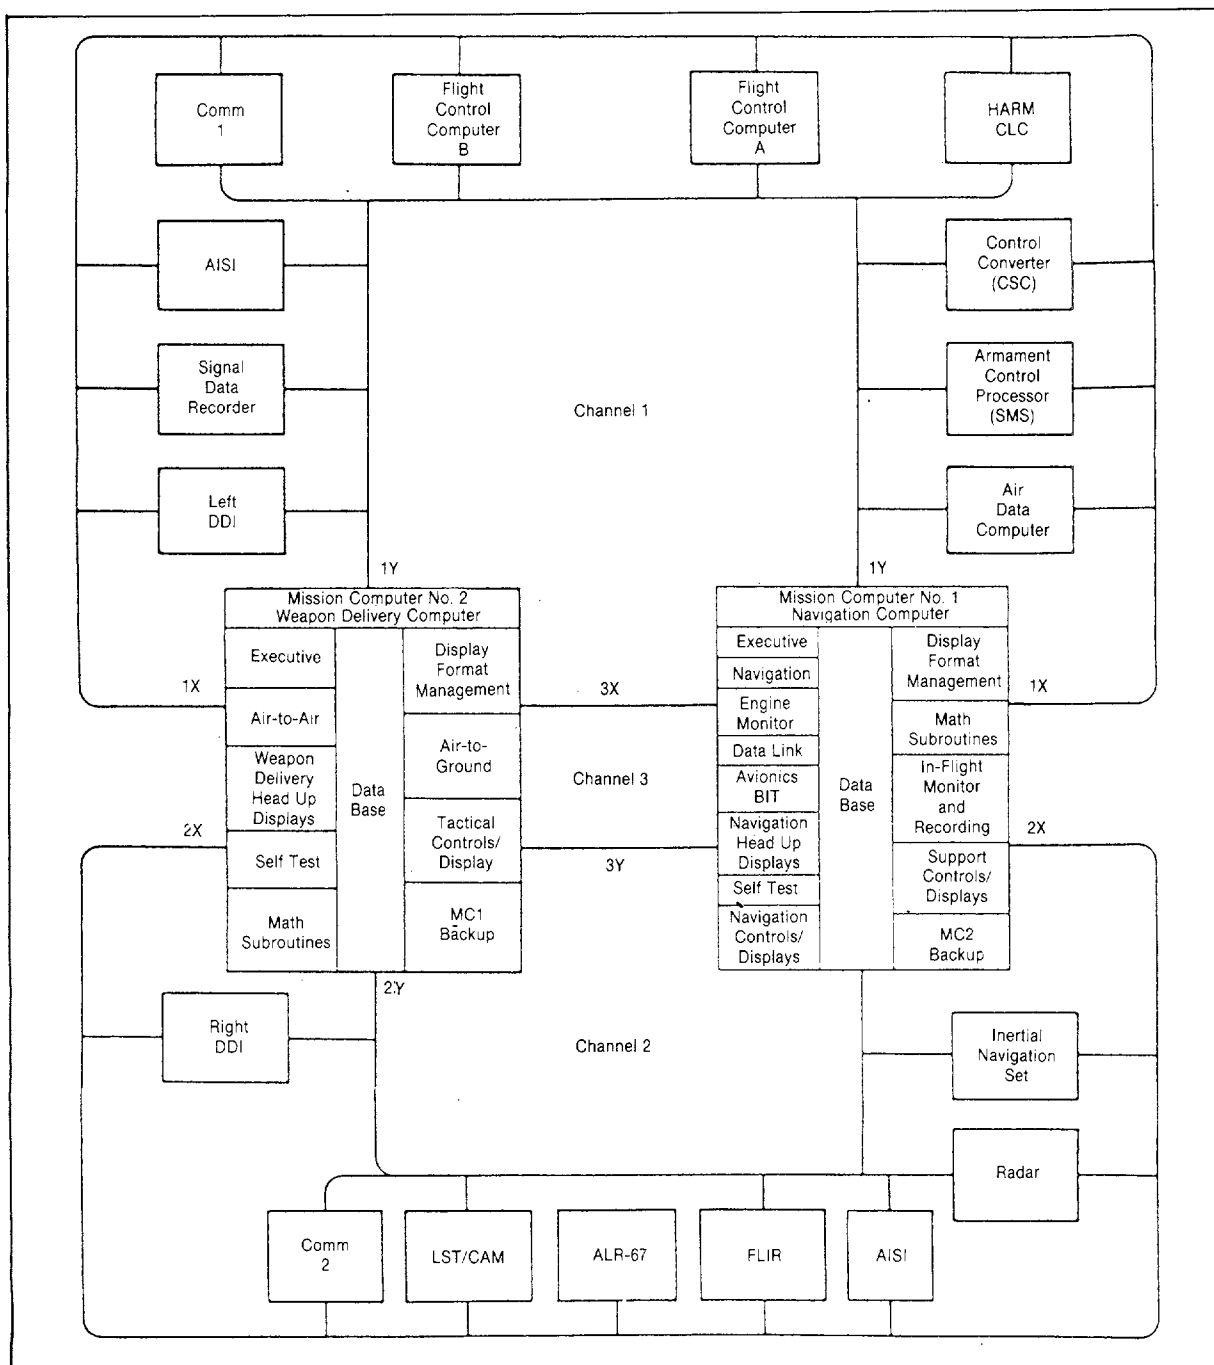 Comm
1
Flight
Control
Computer
B
Flight
Control
Computer
A
HARM
CLC
AISI
Control
Converter
(CSC)
Signal
Data
Recorder
Channel 1
Armament
Control
Processor
(SMS)
Left
DDI
Air
Data
Computer
1Y
1Y
Mission Computer No. 2
Weapon Delivery Computer
Executive
Air-to-Air
Weapon
Delivery
Head Up
Displays
Self Test
Math
Subroutines
Data
Base
Display
Format
Management
Air-to-
Ground
Tactical
Controls/
Display
MC1
Backup
1X
2X
3X
Channel 3
3Y
Mission Computer No. 1
Navigation Computer
Executive
Navigation
Engine
Monitor
Data Link
Avionics
BIT
Navigation
Head Up
Displays
Self Test
Navigation
Controls/
Displays
Data
Base
Display
Format
Management
Math
Subroutines
In-Flight
Monitor
and
Recording
Support
Controls/
Displays
MC2
Backup
1X
2X
2Y
Right
DDI
Channel 2
Inertial
Navigation
Set
Radar
Comm
2
LST/CAM
ALR-67
FLIR
AISI